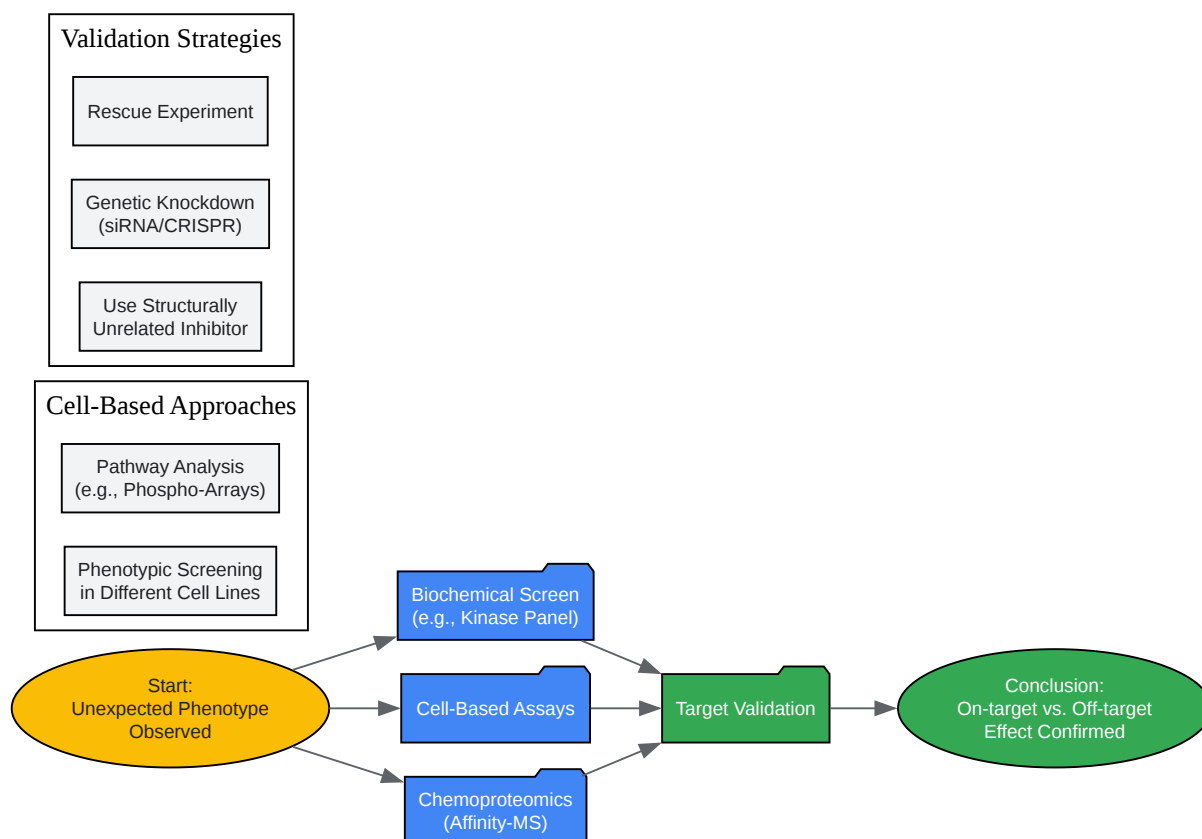 Validation Strategies
Rescue Experiment
Genetic Knockdown
(siRNA/CRISPR)
Use Structurally
Unrelated Inhibitor
Cell-Based Approaches
Pathway Analysis
(e.g., Phospho-Arrays)
Phenotypic Screening
in Different Cell Lines
Start:
Unexpected Phenotype
Observed
Biochemical Screen
(e.g., Kinase Panel)
Cell-Based Assays
Chemoproteomics
(Affinity-MS)
Target Validation
Conclusion:
On-target vs. Off-target
Effect Confirmed